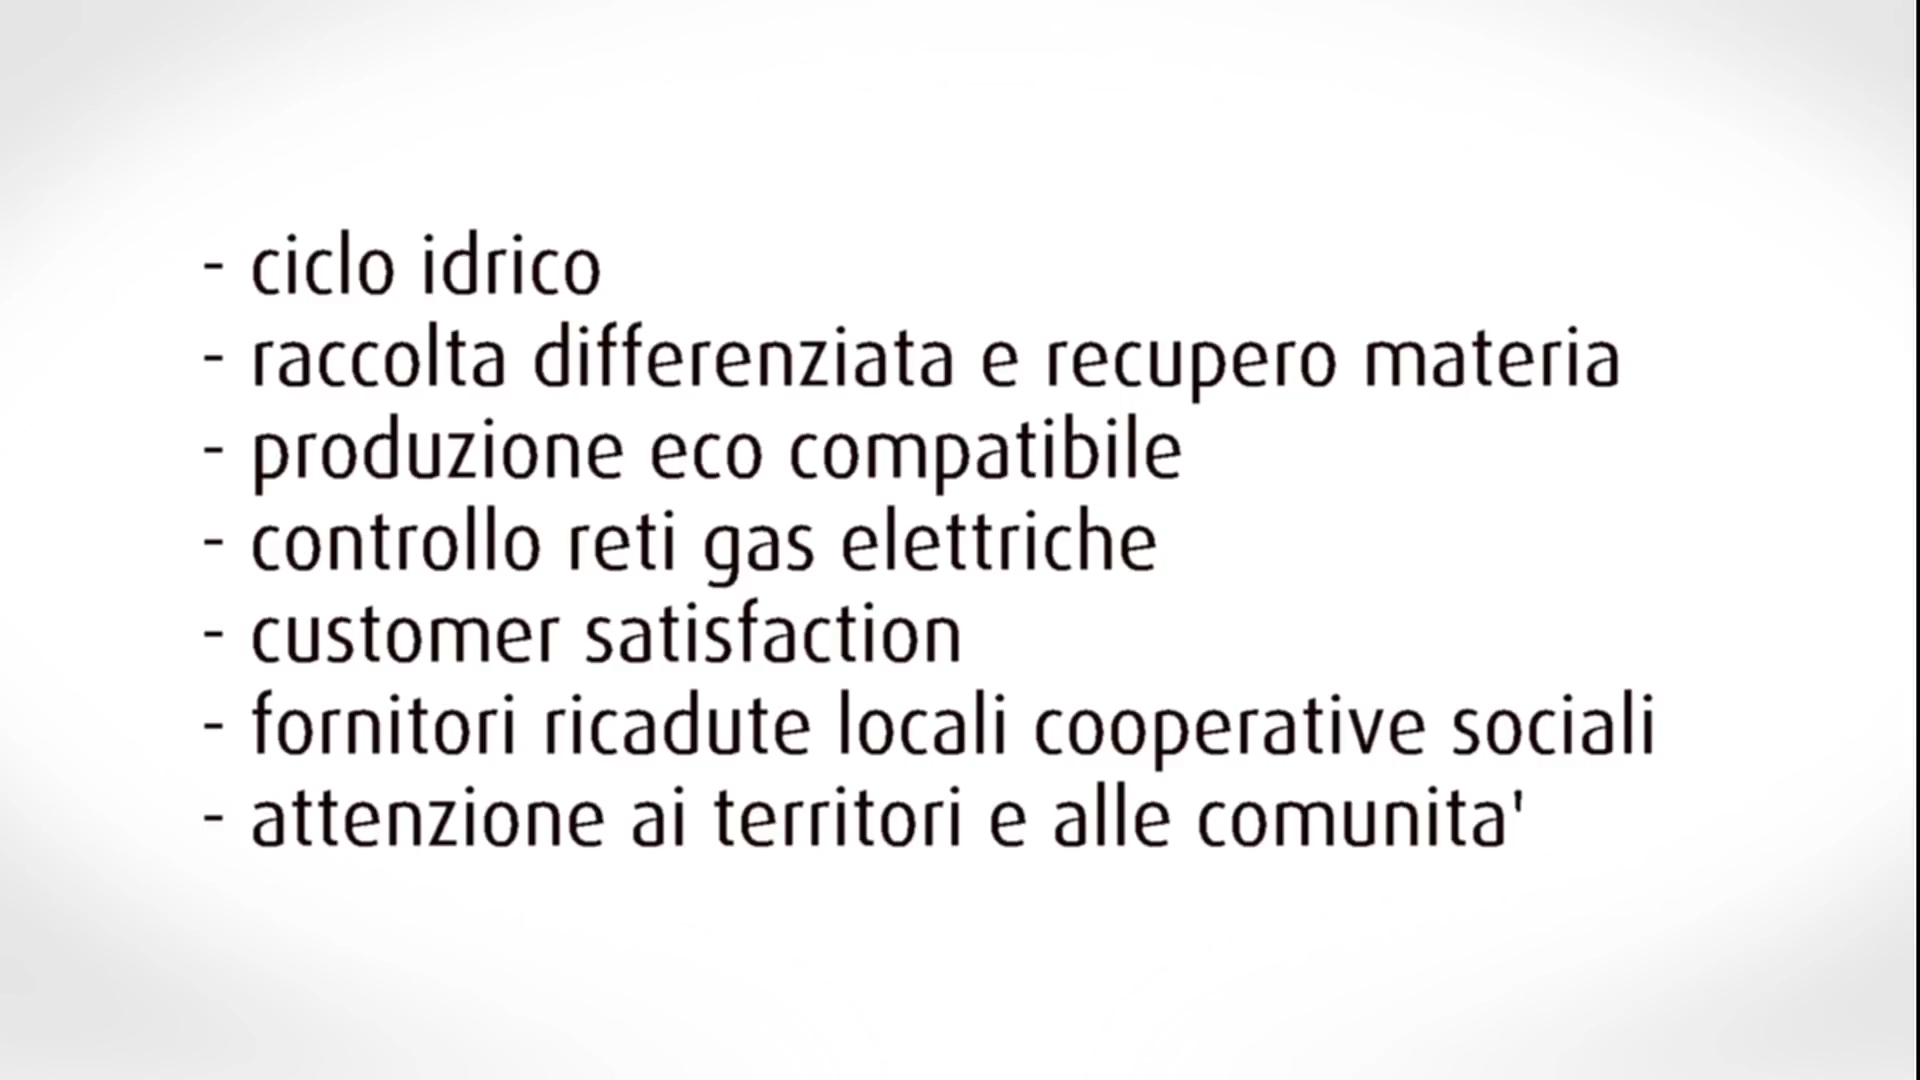 - ciclo idrico
- raccolta differenziata e recupero materia
- produzione eco compatibile
- controllo reti gas elettriche
- customer satisfaction
- fornitori ricadute locali cooperative sociali
- attenzione ai territori e alle comunita'